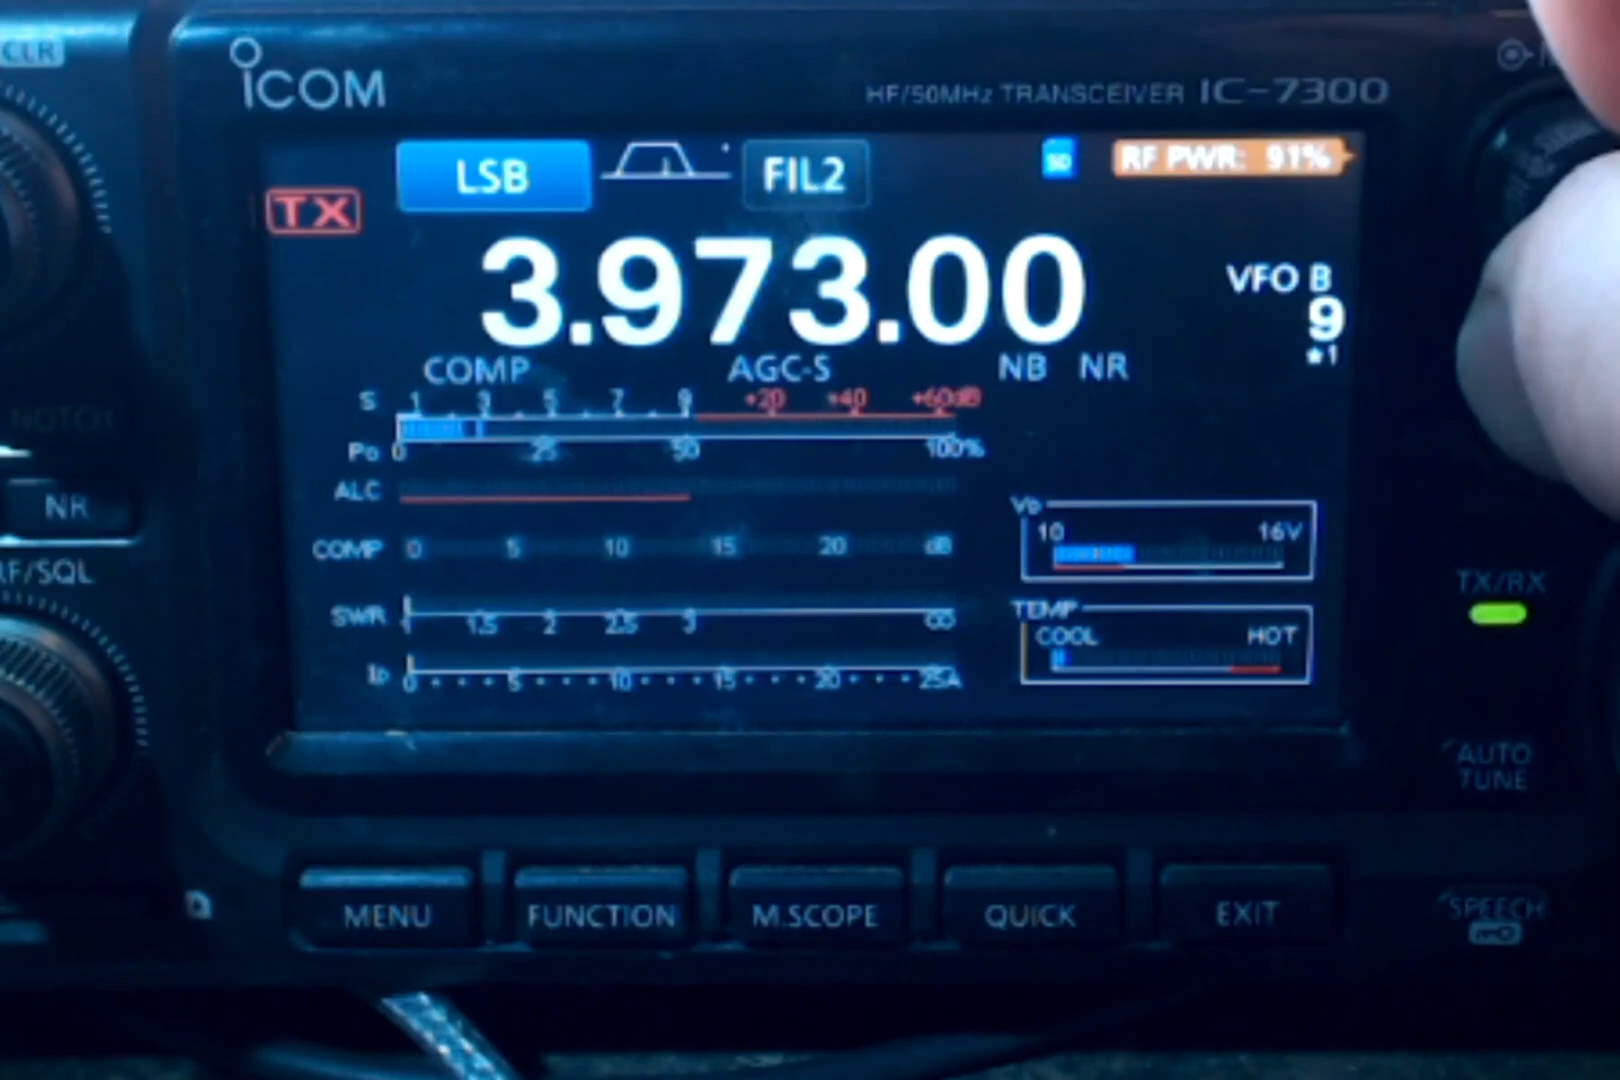 CLR
ICOM
HF/50MHz TRANSCEIVER IC-7300
LSB
FIL2
SD
RF PWR: 91%
TX
3.973.00
VFO B
9
★1
COMP AGC-S NB NR
S 1 3 5 7 9 +20 +40 +60dB
Po 0 25 50 100%
ALC
COMP 0 5 10 15 20 dB
SWR 1 1.5 2 2.5 3 ∞
ID 0 5 10 15 20 25A
VD
10 16V
TEMP
COOL HOT
NOTCH
NR
RF/SQL
TX/RX
AUTO
TUNE
SPEECH
MENU FUNCTION M.SCOPE QUICK EXIT